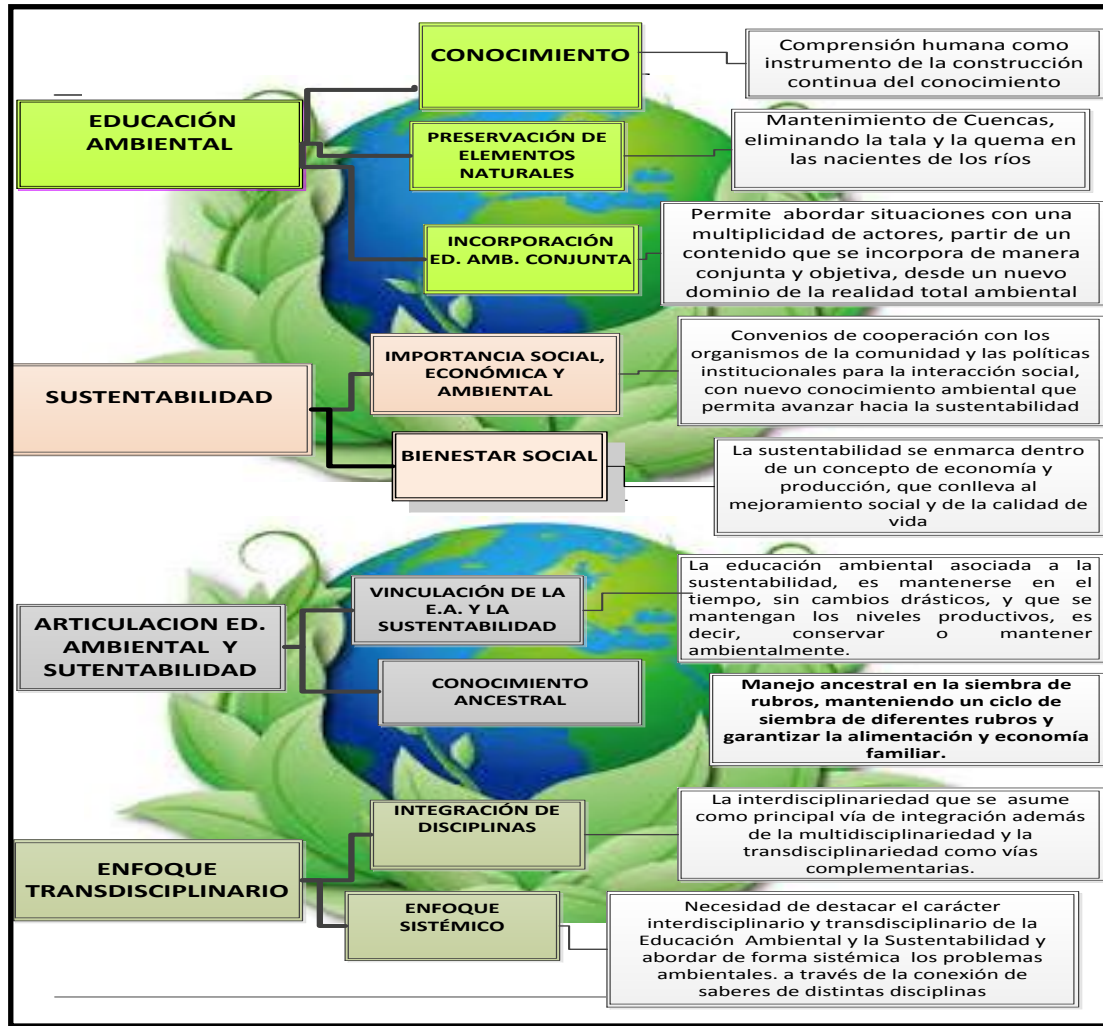 EDUCACIÓN
AMBIENTAL
CONOCIMIENTO
Comprensión humana como
instrumento de la construcción
continua del conocimiento
PRESERVACIÓN DE
ELEMENTOS
NATURALES
Mantenimiento de Cuencas,
eliminando la tala y la quema en
las nacientes de los ríos
INCORPORACIÓN
ED. AMB. CONJUNTA
Permite abordar situaciones con una
multiplicidad de actores, partir de un
contenido que se incorpora de manera
conjunta y objetiva, desde un nuevo
dominio de la realidad total ambiental
SUSTENTABILIDAD
IMPORTANCIA SOCIAL,
ECONÓMICA Y
AMBIENTAL
Convenios de cooperación con los
organismos de la comunidad y las políticas
institucionales para la interacción social,
con nuevo conocimiento ambiental que
permita avanzar hacia la sustentabilidad
BIENESTAR SOCIAL
La sustentabilidad se enmarca dentro
de un concepto de economía y
producción, que conlleva al
mejoramiento social y de la calidad de
vida
ARTICULACION ED.
AMBIENTAL Y
SUTENTABILIDAD
VINCULACIÓN DE LA
E.A. Y LA
SUSTENTABILIDAD
La educación ambiental asociada a la
sustentabilidad, es mantenerse en el
tiempo, sin cambios drásticos, y que se
mantengan los niveles productivos, es
decir, conservar o mantener
ambientalmente.
CONOCIMIENTO
ANCESTRAL
Manejo ancestral en la siembra de
rubros, manteniendo un ciclo de
siembra de diferentes rubros y
garantizar la alimentación y economía
familiar.
ENFOQUE
TRANSDISCIPLINARIO
INTEGRACIÓN DE
DISCIPLINAS
La interdisciplinariedad que se asume
como principal vía de integración además
de la multidisciplinariedad y la
transdisciplinariedad como vías
complementarias.
ENFOQUE
SISTÉMICO
Necesidad de destacar el carácter
interdisciplinario y transdisciplinario de la
Educación Ambiental y la Sustentabilidad y
abordar de forma sistémica los problemas
ambientales. a través de la conexión de
saberes de distintas disciplinas